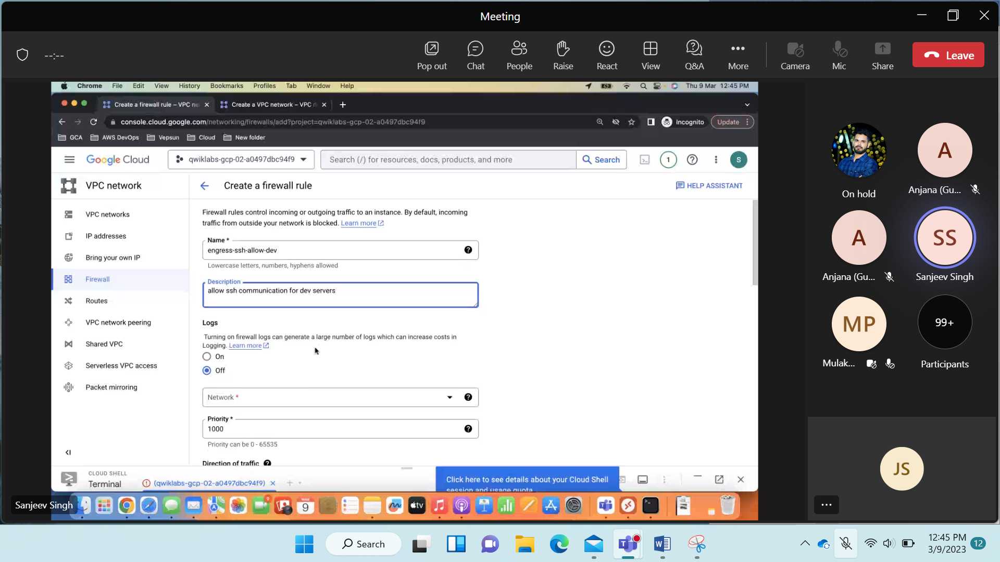 Meeting
--:--
Pop out
Chat
People
Raise
React
View
Q&A
More
Camera
Mic
Share
Leave
Chrome File Edit View History Bookmarks Profiles Tab Window Help
Thu 9 Mar 12:45 PM
Create a firewall rule – VPC ne
Create a VPC network – VPC n
console.cloud.google.com/networking/firewalls/add?project=qwiklabs-gcp-02-a0497dbc94f9
Incognito
Update
GCA
AWS DevOps
Vepsun
Cloud
New folder
Google Cloud
qwiklabs-gcp-02-a0497dbc94f9
Search (/) for resources, docs, products, and more
Search
1
S
VPC network
Create a firewall rule
HELP ASSISTANT
VPC networks
IP addresses
Bring your own IP
Firewall
Routes
VPC network peering
Shared VPC
Serverless VPC access
Packet mirroring
Firewall rules control incoming or outgoing traffic to an instance. By default, incoming
traffic from outside your network is blocked. Learn more
Name *
engress-ssh-allow-dev
Lowercase letters, numbers, hyphens allowed
Description
allow ssh communication for dev servers
Logs
Turning on firewall logs can generate a large number of logs which can increase costs in
Logging. Learn more
On
Off
Network *
Priority *
1000
Priority can be 0 - 65535
Direction of traffic
CLOUD SHELL
Terminal
(qwiklabs-gcp-02-a0497dbc94f9)
Click here to see details about your Cloud Shell
session and usage quota
Sanjeev Singh
MAR
9
tv
On hold
A
Anjana (Gu...
A
Anjana (Gu...
SS
Sanjeev Singh
MP
Mulak...
99+
Participants
JS
Search
12:45 PM
3/9/2023
12